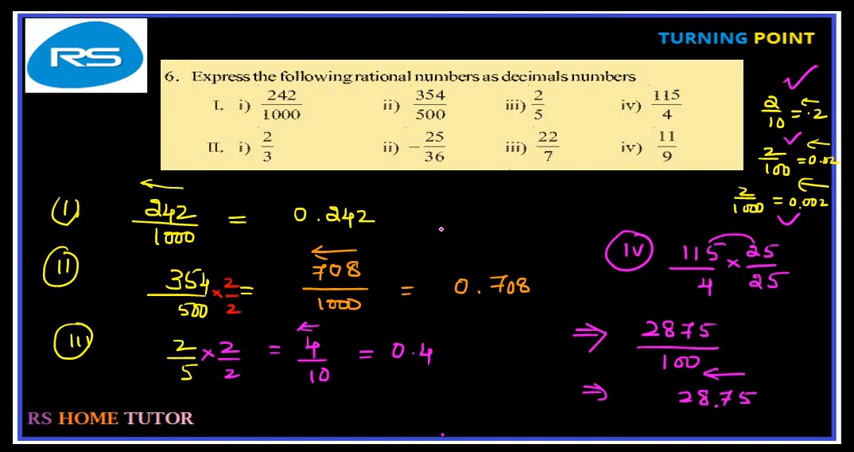 RS
TURNING POINT
6. Express the following rational numbers as decimals numbers
I. i) 242/1000 ii) 354/500 iii) 2/5 iv) 115/4
II. i) 2/3 ii) -25/36 iii) 22/7 iv) 11/9
2/10 = .2
2/100 = 0.02
2/1000 = 0.002
(i) 242/1000 = 0.242
(ii) 354/500 × 2/2 = 708/1000 = 0.708
(iii) 2/5 × 2/2 = 4/10 = 0.4
(iv) 115/4 × 25/25
⇒ 2875/100
⇒ 28.75
RS HOME TUTOR